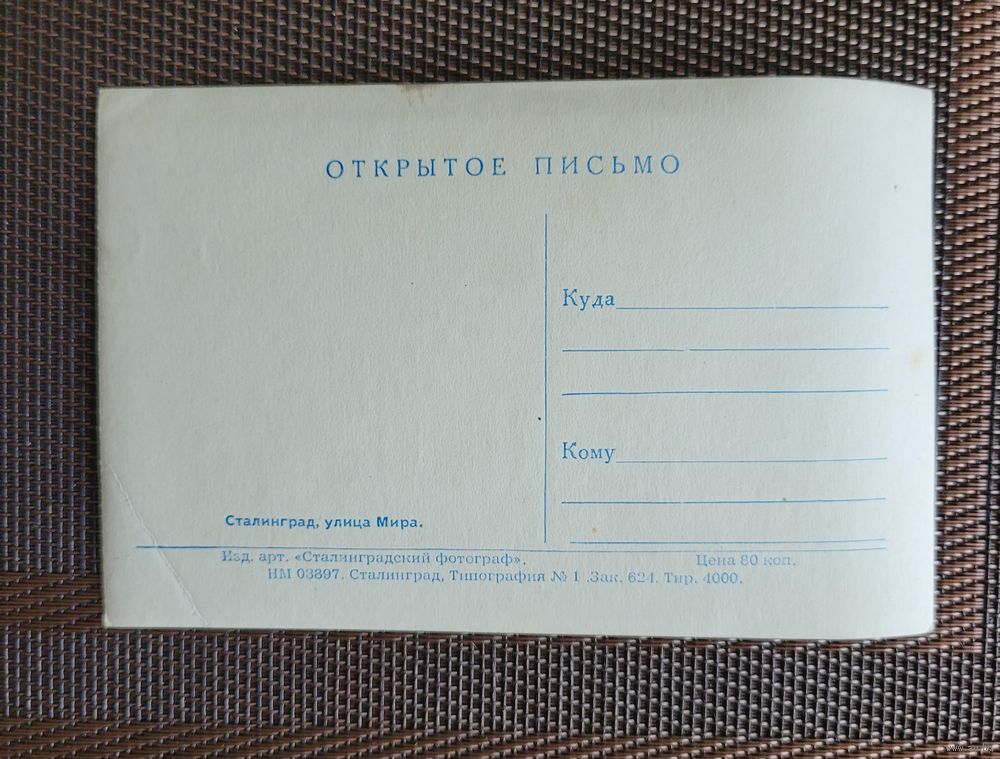 ОТКРЫТОЕ ПИСЬМО
Куда
Кому
Сталинград, улица Мира.
Изд. арт. «Сталинградский фотограф». Цена 80 коп.
НМ 03897. Сталинград, Типография № 1 .Зак. 624. Тир. 4000.